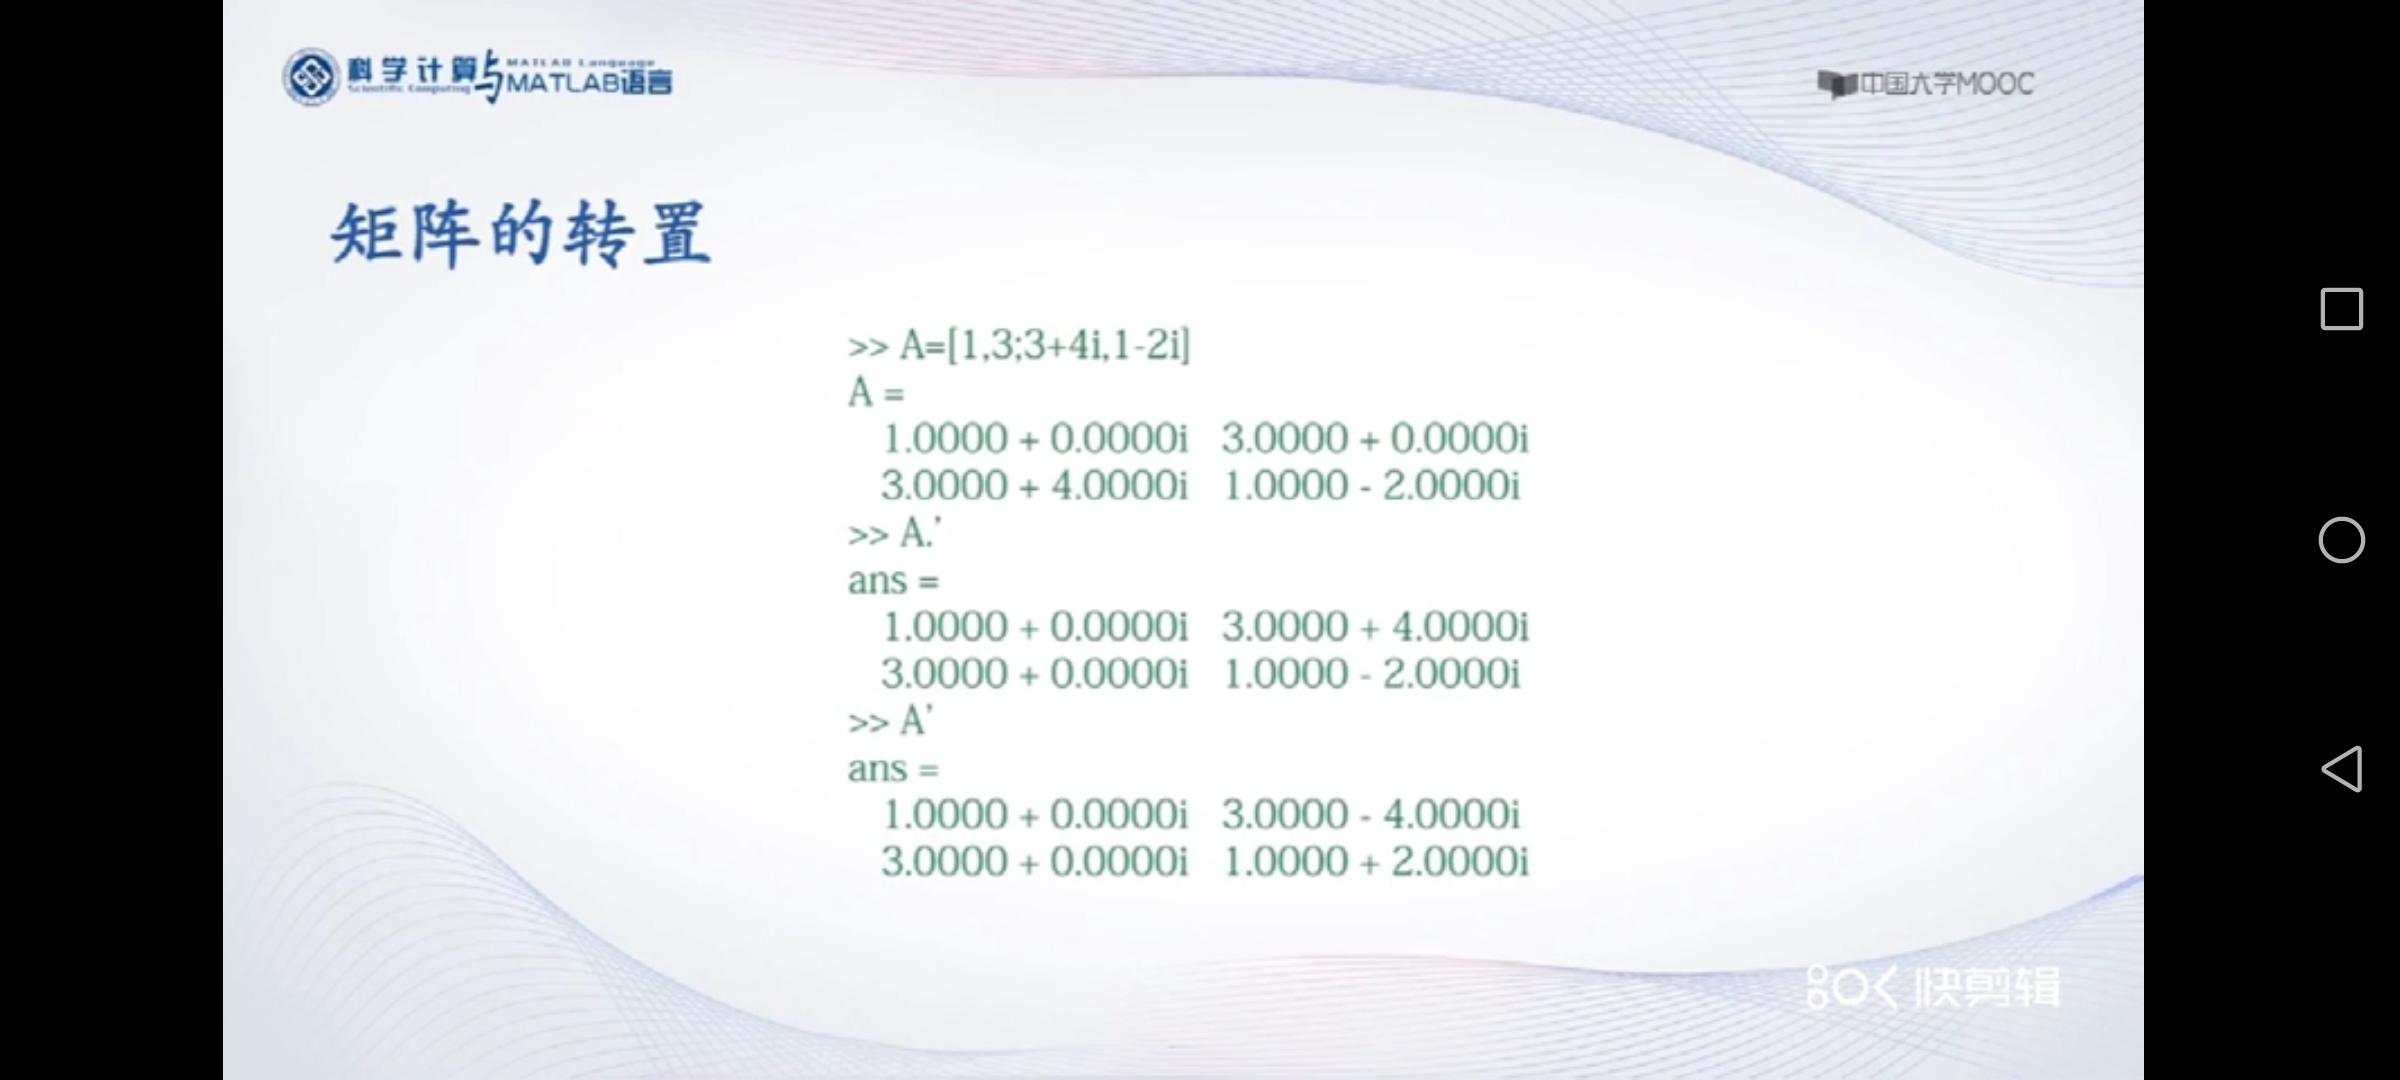 科学计算与MATLAB语言
Scientific Computing MATLAB Language
中国大学MOOC
矩阵的转置
>> A=[1,3;3+4i,1-2i]
A =
1.0000 + 0.0000i 3.0000 + 0.0000i
3.0000 + 4.0000i 1.0000 - 2.0000i
>> A.’
ans =
1.0000 + 0.0000i 3.0000 + 4.0000i
3.0000 + 0.0000i 1.0000 - 2.0000i
>> A’
ans =
1.0000 + 0.0000i 3.0000 - 4.0000i
3.0000 + 0.0000i 1.0000 + 2.0000i
快剪辑